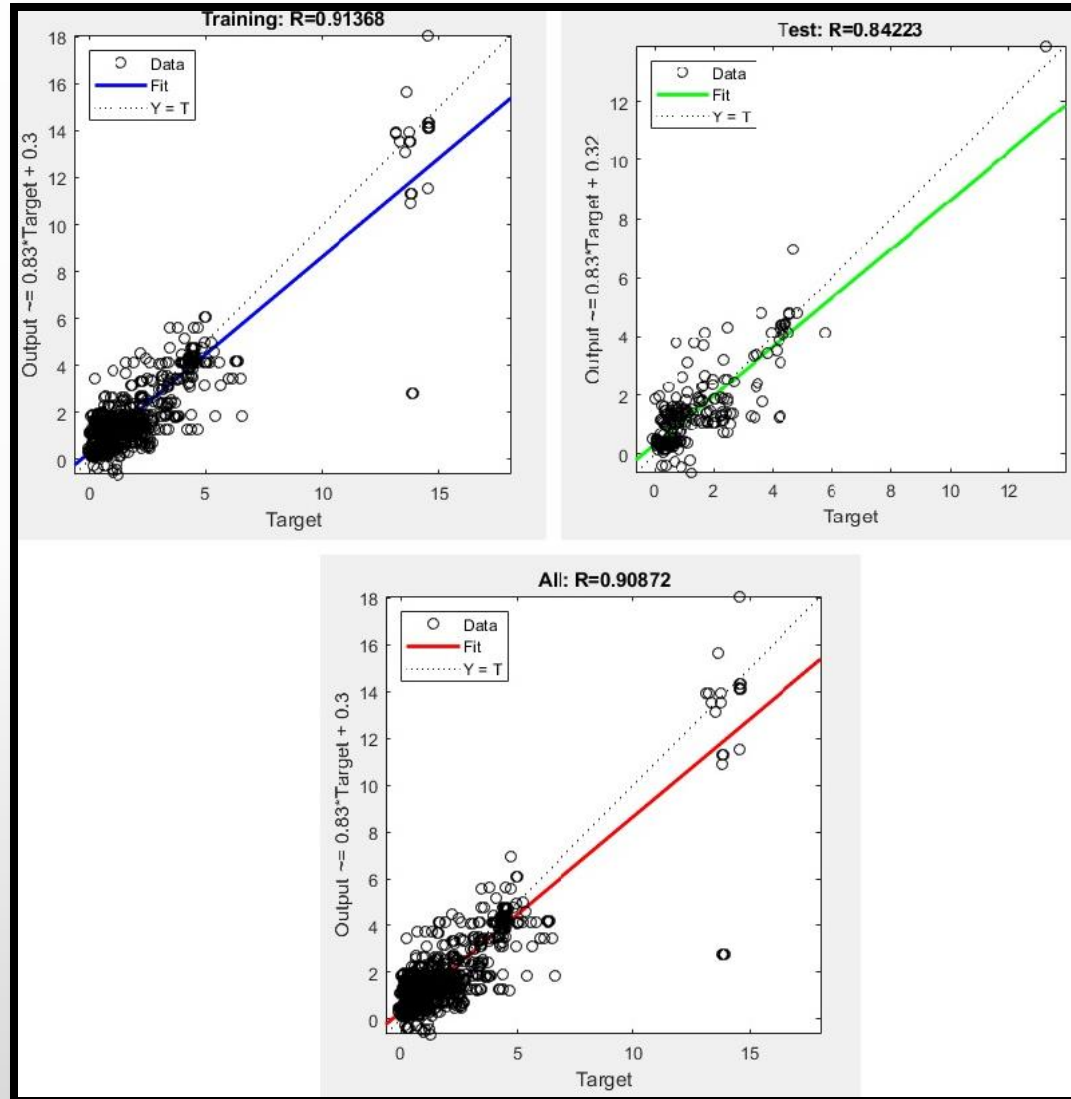 Training: R=0.91368
Data
Fit
Y = T
Output ~= 0.83*Target + 0.3
18
16
14
12
10
8
6
4
2
0
0 5 10 15
Target
Test: R=0.84223
Data
Fit
Y = T
Output ~= 0.83*Target + 0.32
12
10
8
6
4
2
0
0 2 4 6 8 10 12
Target
All: R=0.90872
Data
Fit
Y = T
Output ~= 0.83*Target + 0.3
18
16
14
12
10
8
6
4
2
0
0 5 10 15
Target